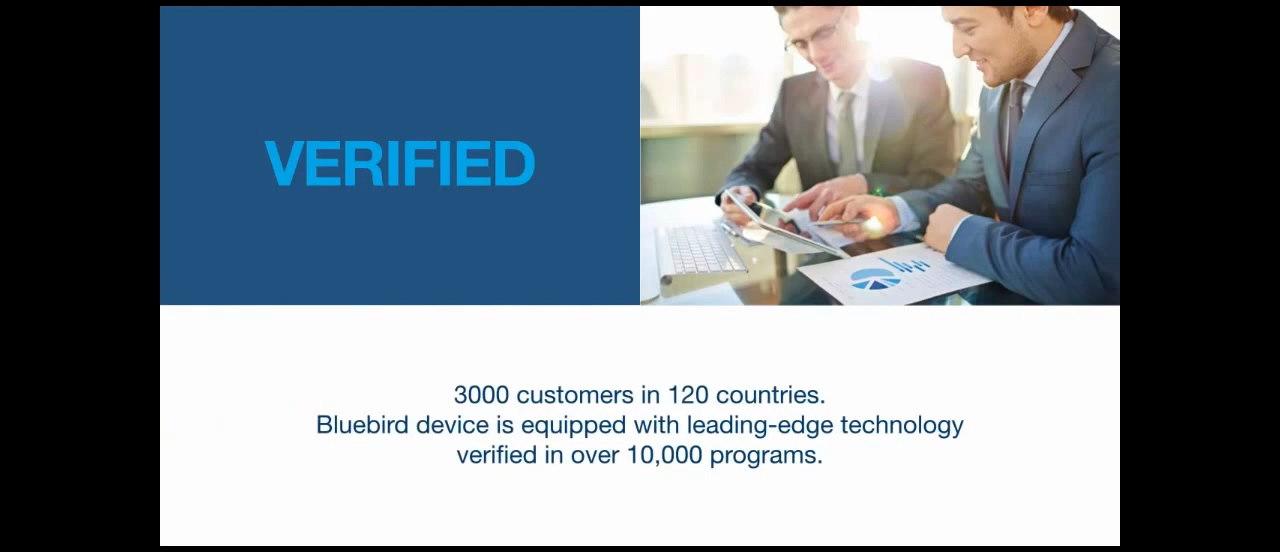 VERIFIED
3000 customers in 120 countries.
Bluebird device is equipped with leading-edge technology
verified in over 10,000 programs.